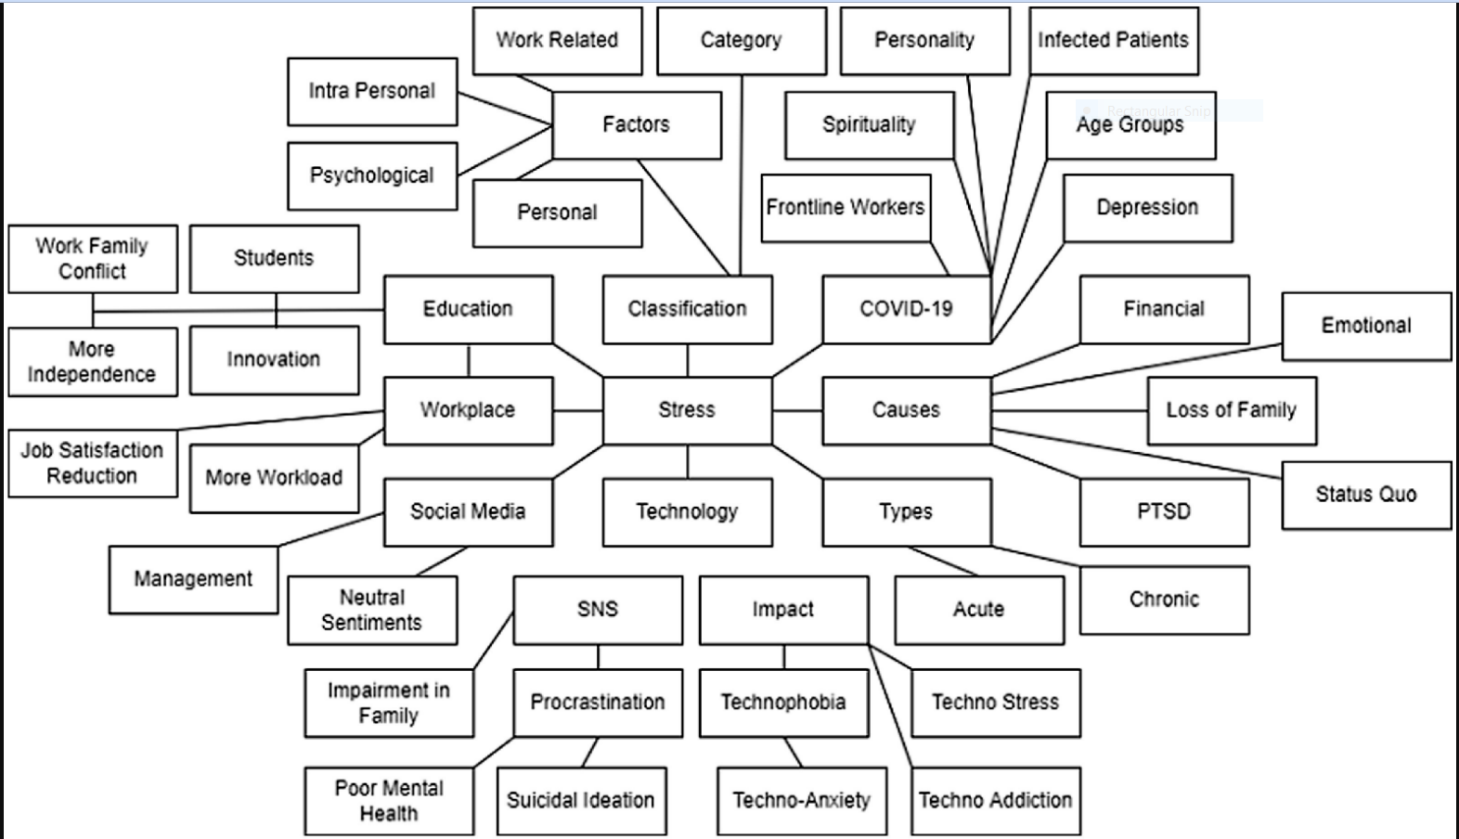 Work Related
Category
Personality
Infected Patients
Intra Personal
Factors
Spirituality
Rectangular Snip
Age Groups
Psychological
Personal
Frontline Workers
Depression
Work Family
Conflict
Students
Education
Classification
COVID-19
Financial
Emotional
More
Independence
Innovation
Workplace
Stress
Causes
Loss of Family
Job Satisfaction
Reduction
More Workload
Social Media
Technology
Types
PTSD
Status Quo
Management
Neutral
Sentiments
SNS
Impact
Acute
Chronic
Impairment in
Family
Procrastination
Technophobia
Techno Stress
Poor Mental
Health
Suicidal Ideation
Techno-Anxiety
Techno Addiction